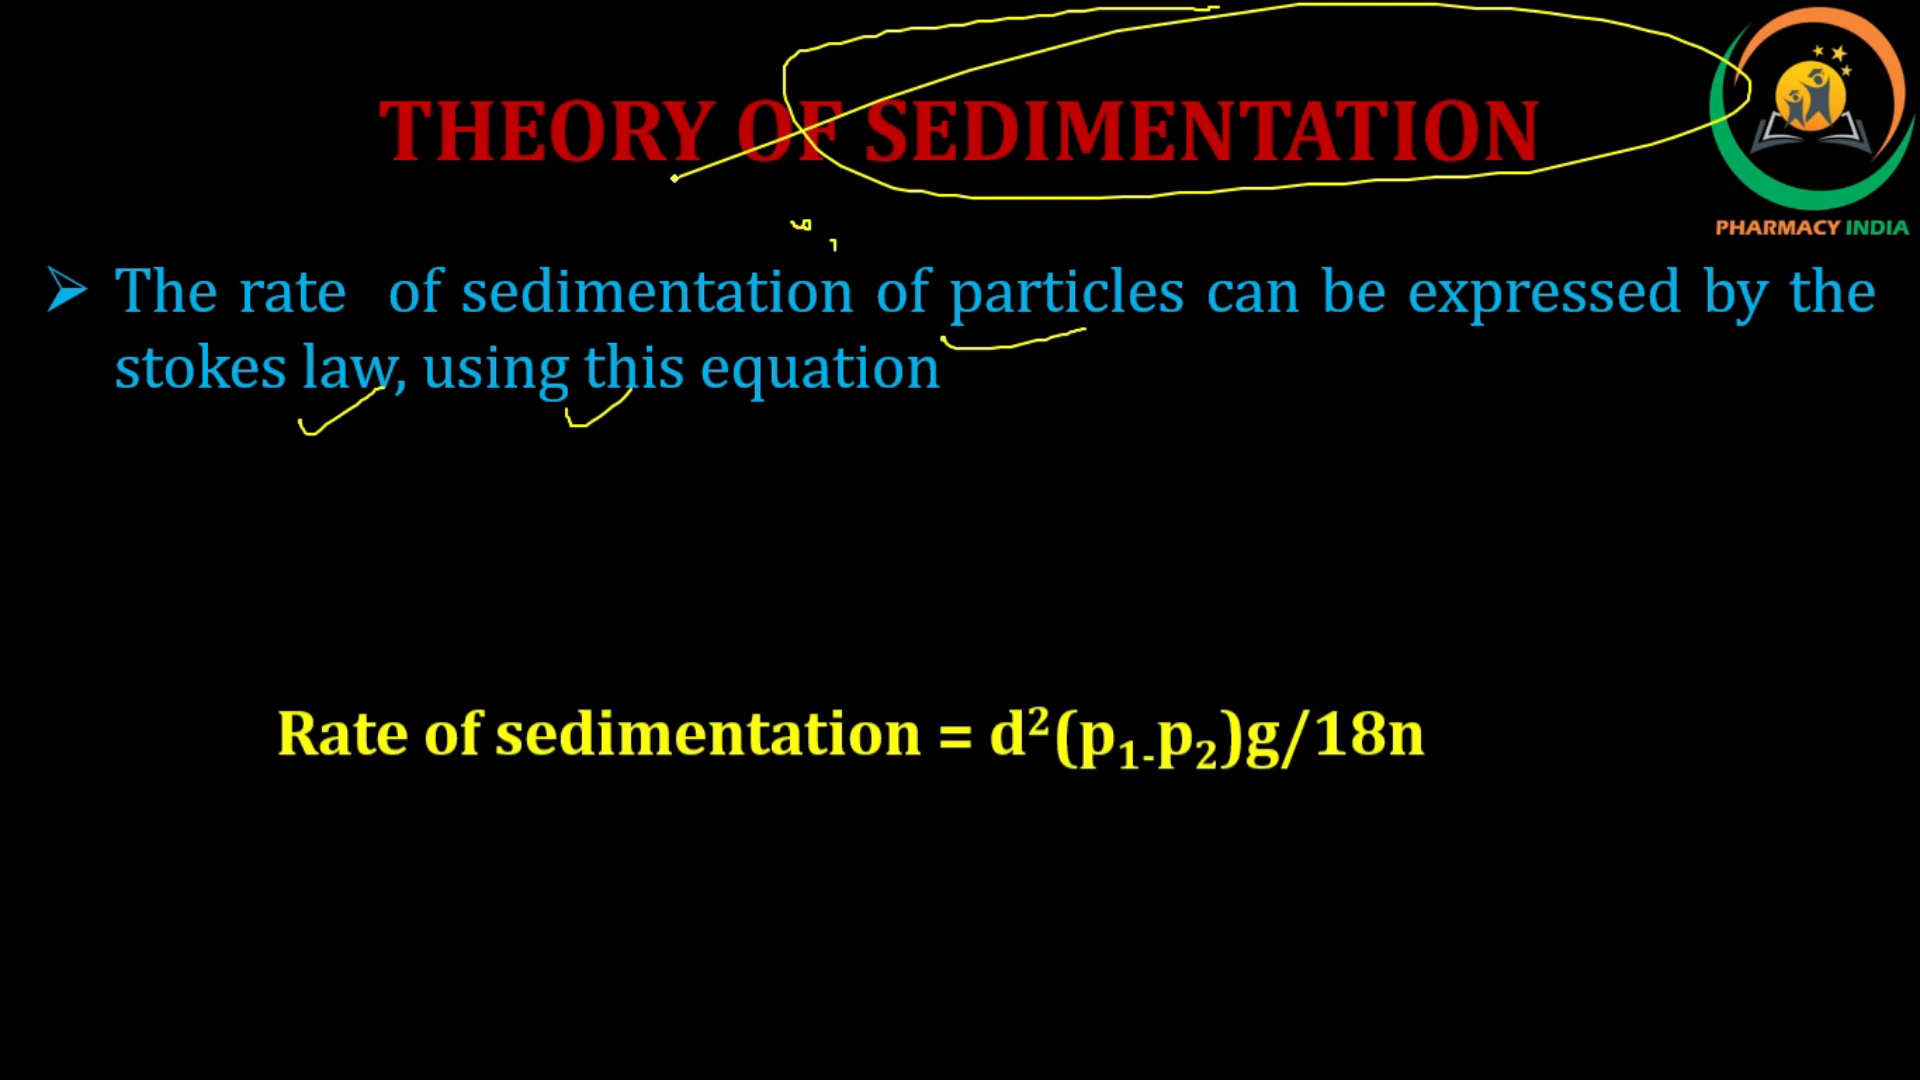 THEORY OF SEDIMENTATION
PHARMACY INDIA
➢ The rate of sedimentation of particles can be expressed by the
stokes law, using this equation
Rate of sedimentation = d²(p₁₋p₂)g/18n